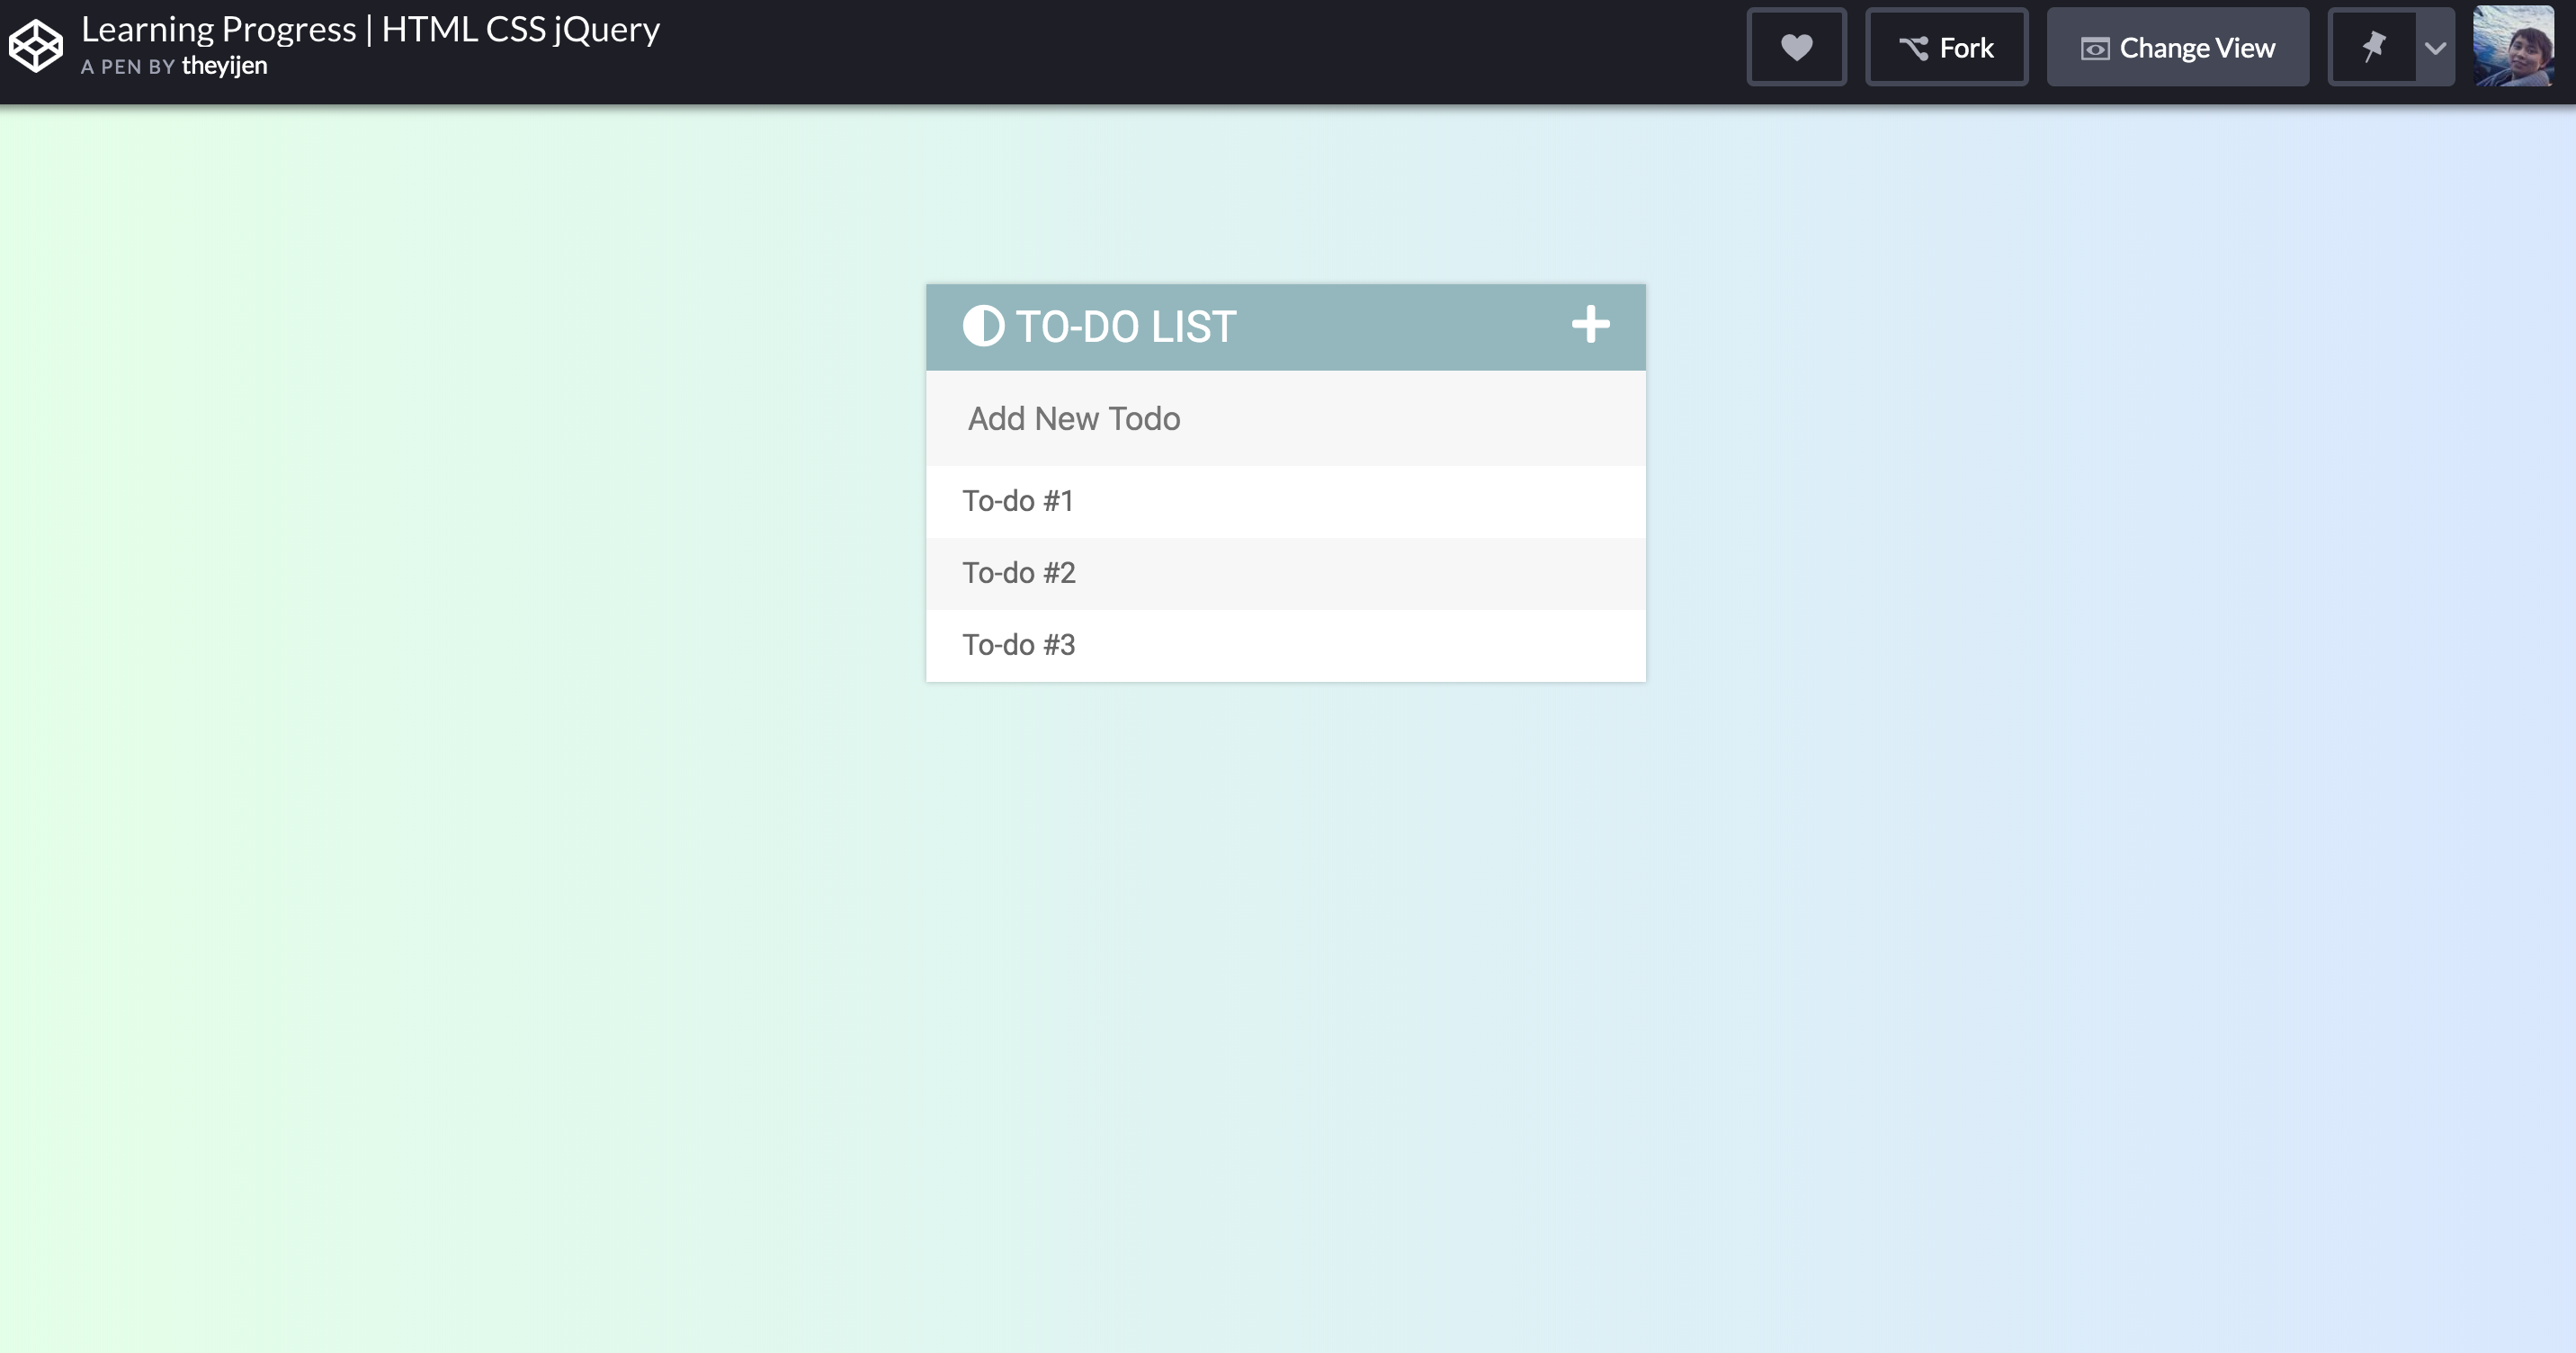 Learning Progress | HTML CSS jQuery
A PEN BY theyijen
Fork
Change View
TO-DO LIST
Add New Todo
To-do #1
To-do #2
To-do #3